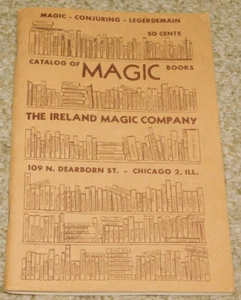 MAGIC - CONJURING - LEGERDEMAIN
50 CENTS
CATALOG OF MAGIC BOOKS
THE IRELAND MAGIC COMPANY
109 N. DEARBORN ST. - CHICAGO 2, ILL.